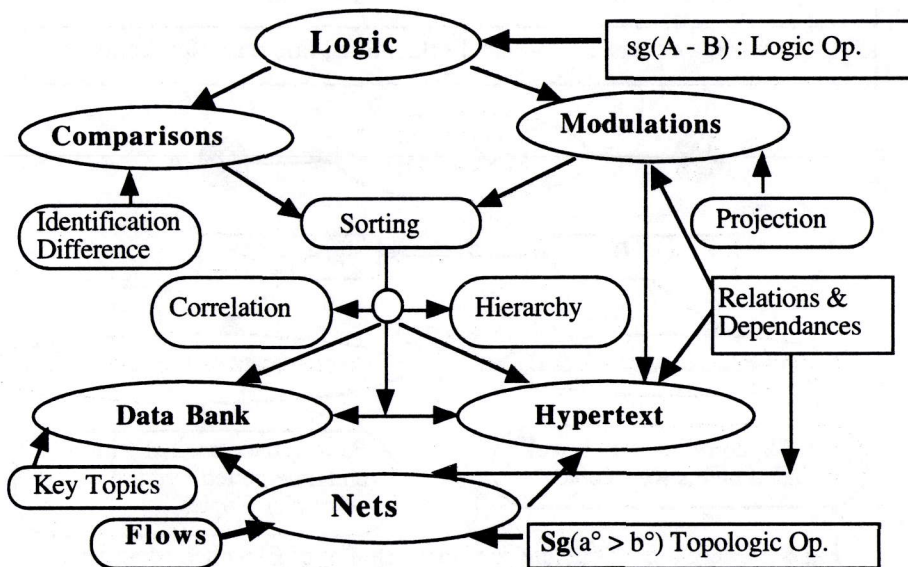 Logic
sg(A - B) : Logic Op.
Comparisons
Modulations
Identification
Difference
Sorting
Projection
Correlation
Hierarchy
Relations &
Dependances
Data Bank
Hypertext
Key Topics
Nets
Flows
Sg(a° > b°) Topologic Op.